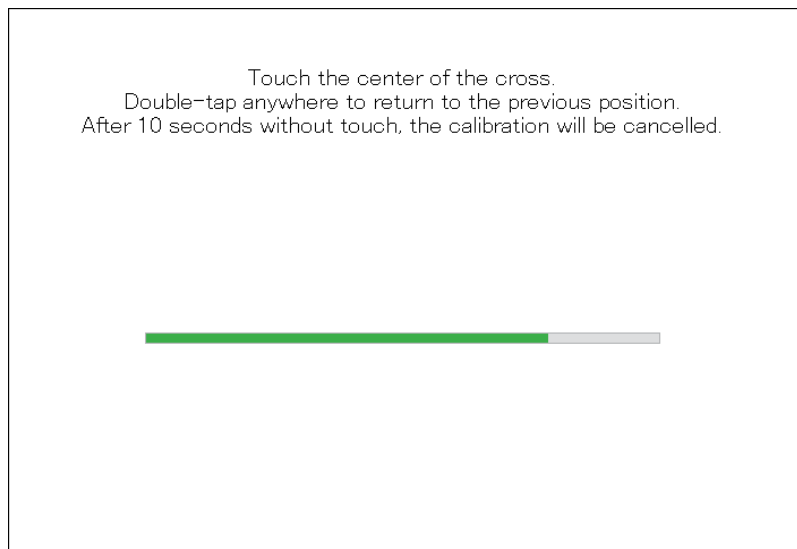 Touch the center of the cross.
Double-tap anywhere to return to the previous position.
After 10 seconds without touch, the calibration will be cancelled.